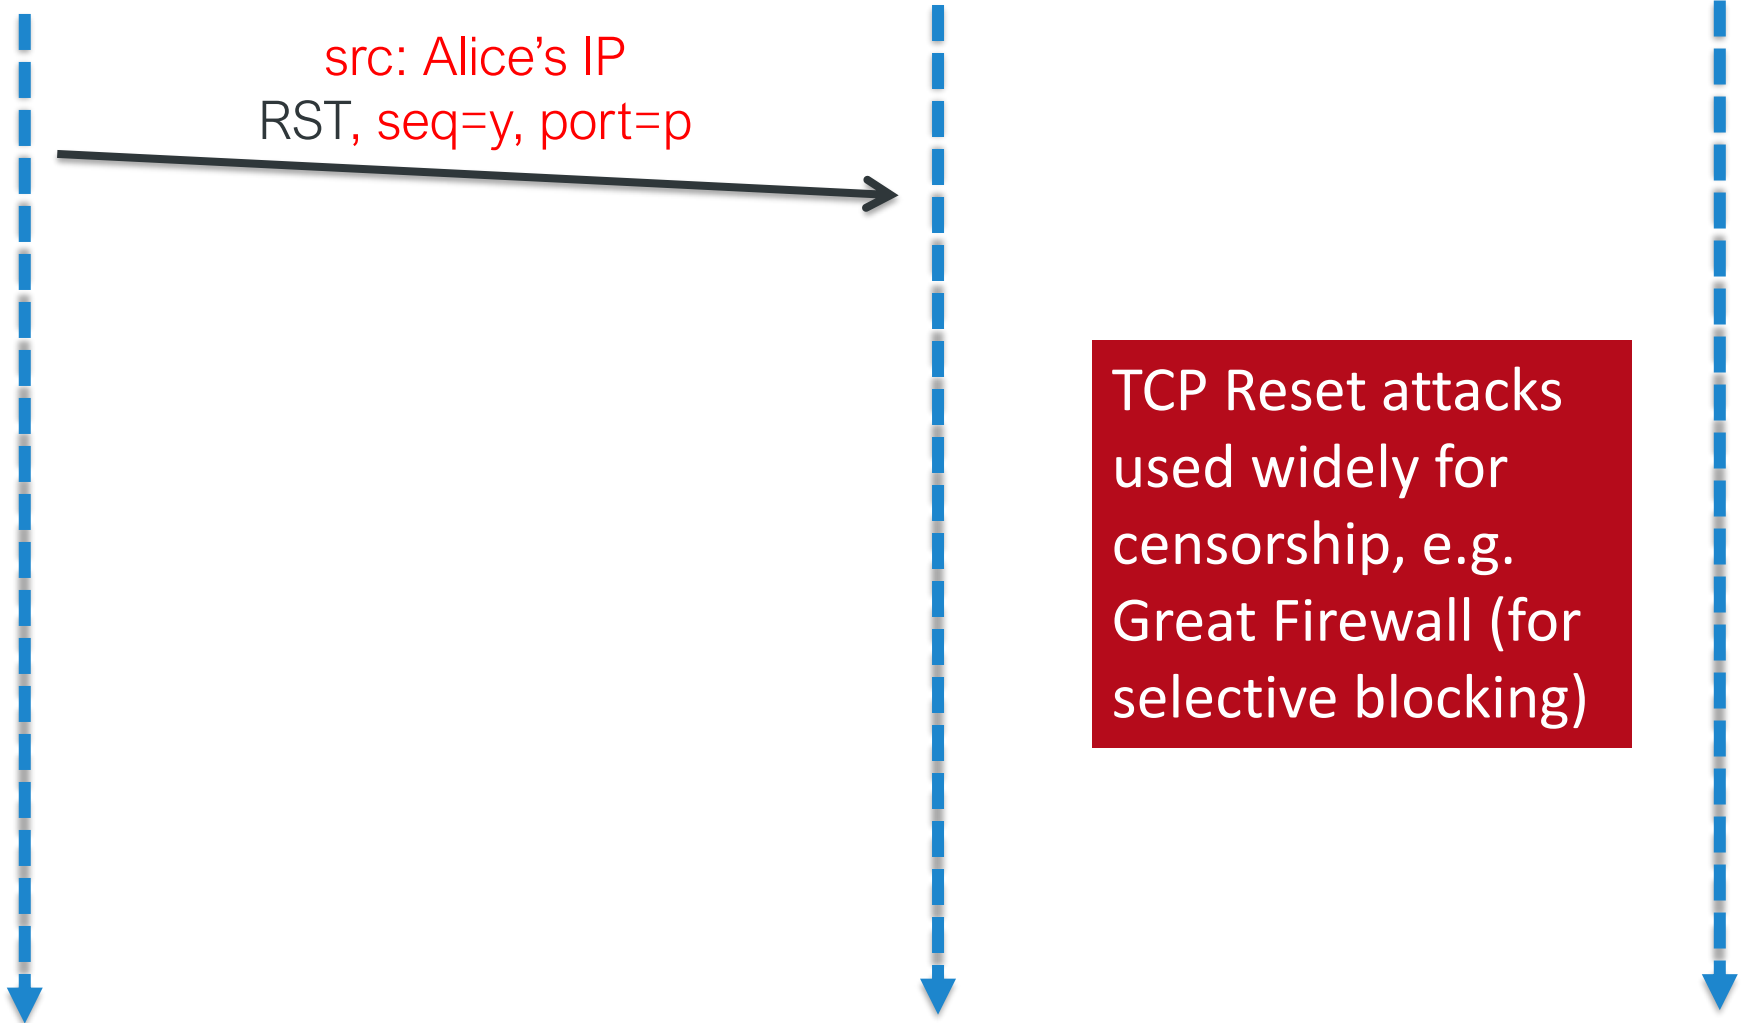 src: Alice’s IP
RST, seq=y, port=p
TCP Reset attacks
used widely for
censorship, e.g.
Great Firewall (for
selective blocking)